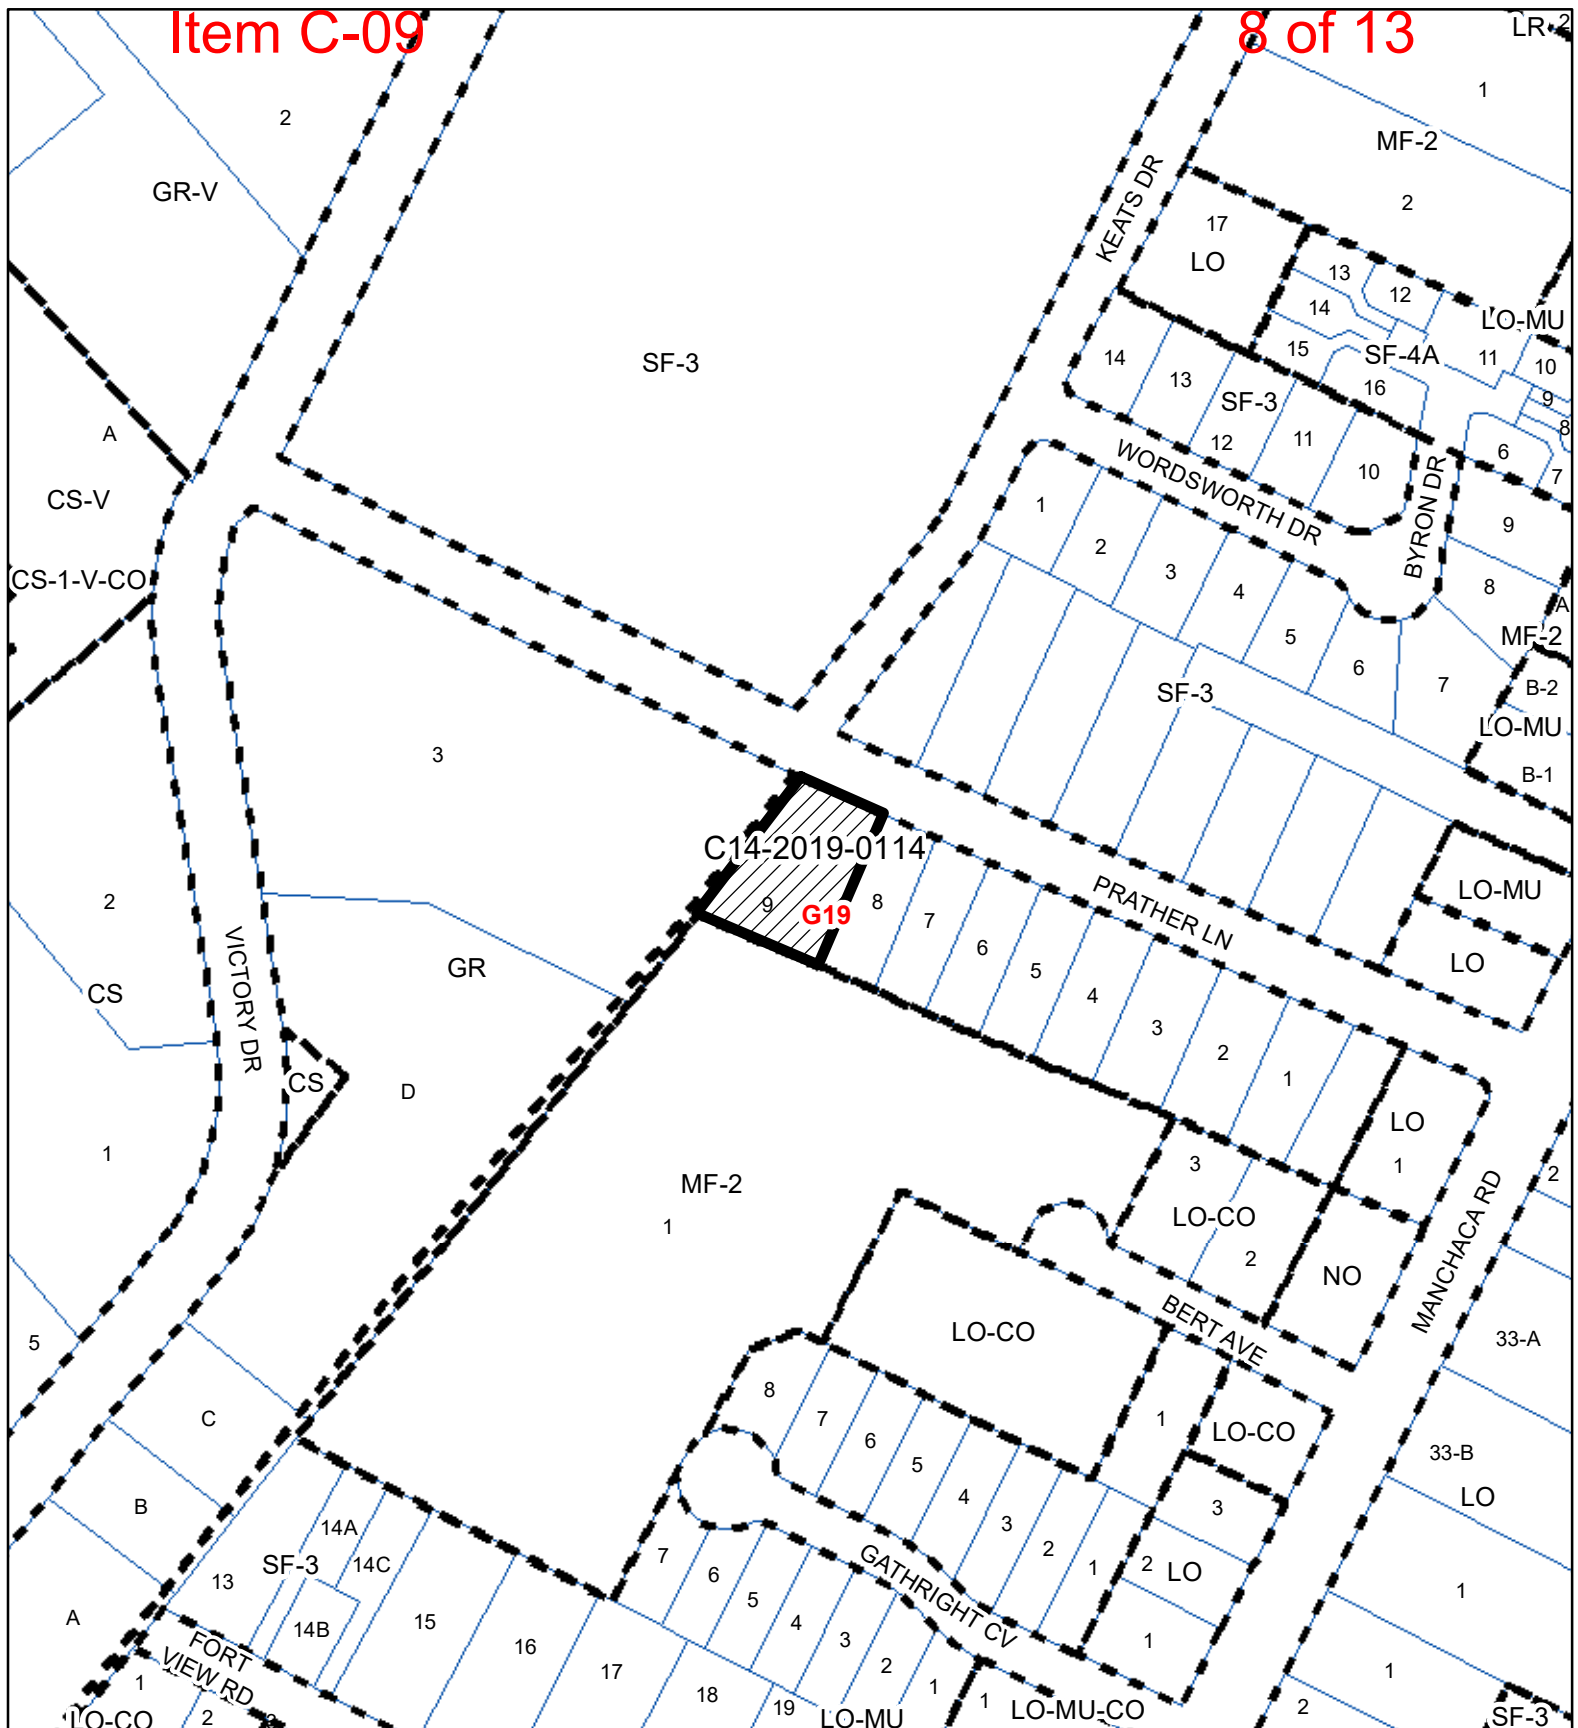 Item C-09
8 of 13
LR
2
1
2
MF-2
GR-V
2
KEATS DR
17
LO
13
12
14
LO-MU
15
SF-4A
11
10
SF-3
14
13
16
9
SF-3
8
A
12
11
6
CS-V
10
7
WORDSWORTH DR
BYRON DR
1
9
2
CS-1-V-CO
3
8
4
A
5
MF-2
6
7
B-2
SF-3
LO-MU
3
B-1
C14-2019-0114
LO-MU
PRATHER LN
2
9
G19
8
7
6
LO
GR
5
CS
4
VICTORY DR
3
2
CS
D
1
LO
1
1
3
2
MF-2
1
LO-CO
MANCHACA RD
2
NO
BERT AVE
LO-CO
5
33-A
8
C
7
1
LO-CO
6
5
33-B
4
LO
B
3
3
14A
2
7
14C
1
2
LO
SF-3
6
GATHRIGHT CV
13
5
1
A
15
4
14B
3
1
16
FORT
VIEW RD
2
17
1
1
1
18
19
1
2
LO-CO
2
LO-MU
LO-MU-CO
SF-3